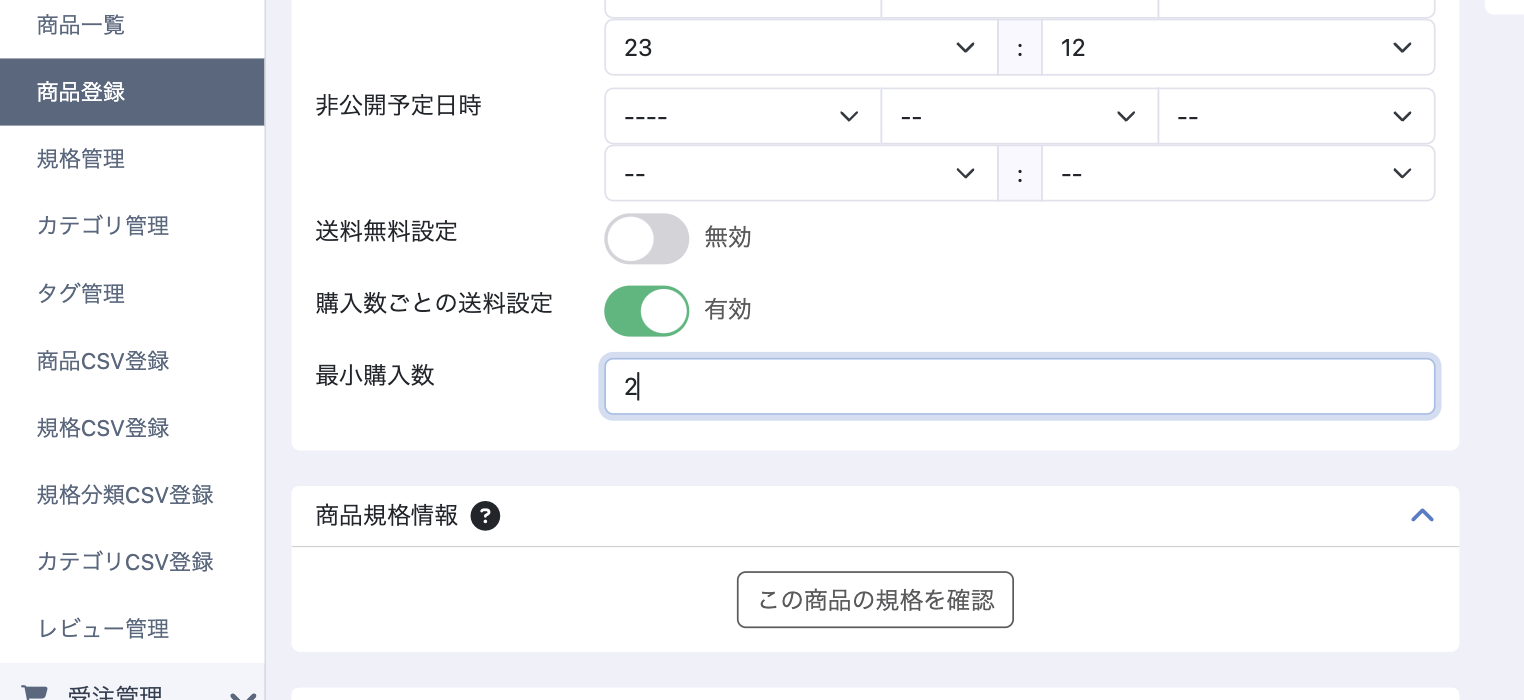 商品一覧
商品登録
規格管理
カテゴリ管理
タグ管理
商品CSV登録
規格CSV登録
規格分類CSV登録
カテゴリCSV登録
レビュー管理
受注管理
23 : 12
非公開予定日時
---- -- --
-- : --
送料無料設定 無効
購入数ごとの送料設定 有効
最小購入数 2
商品規格情報 ?
この商品の規格を確認